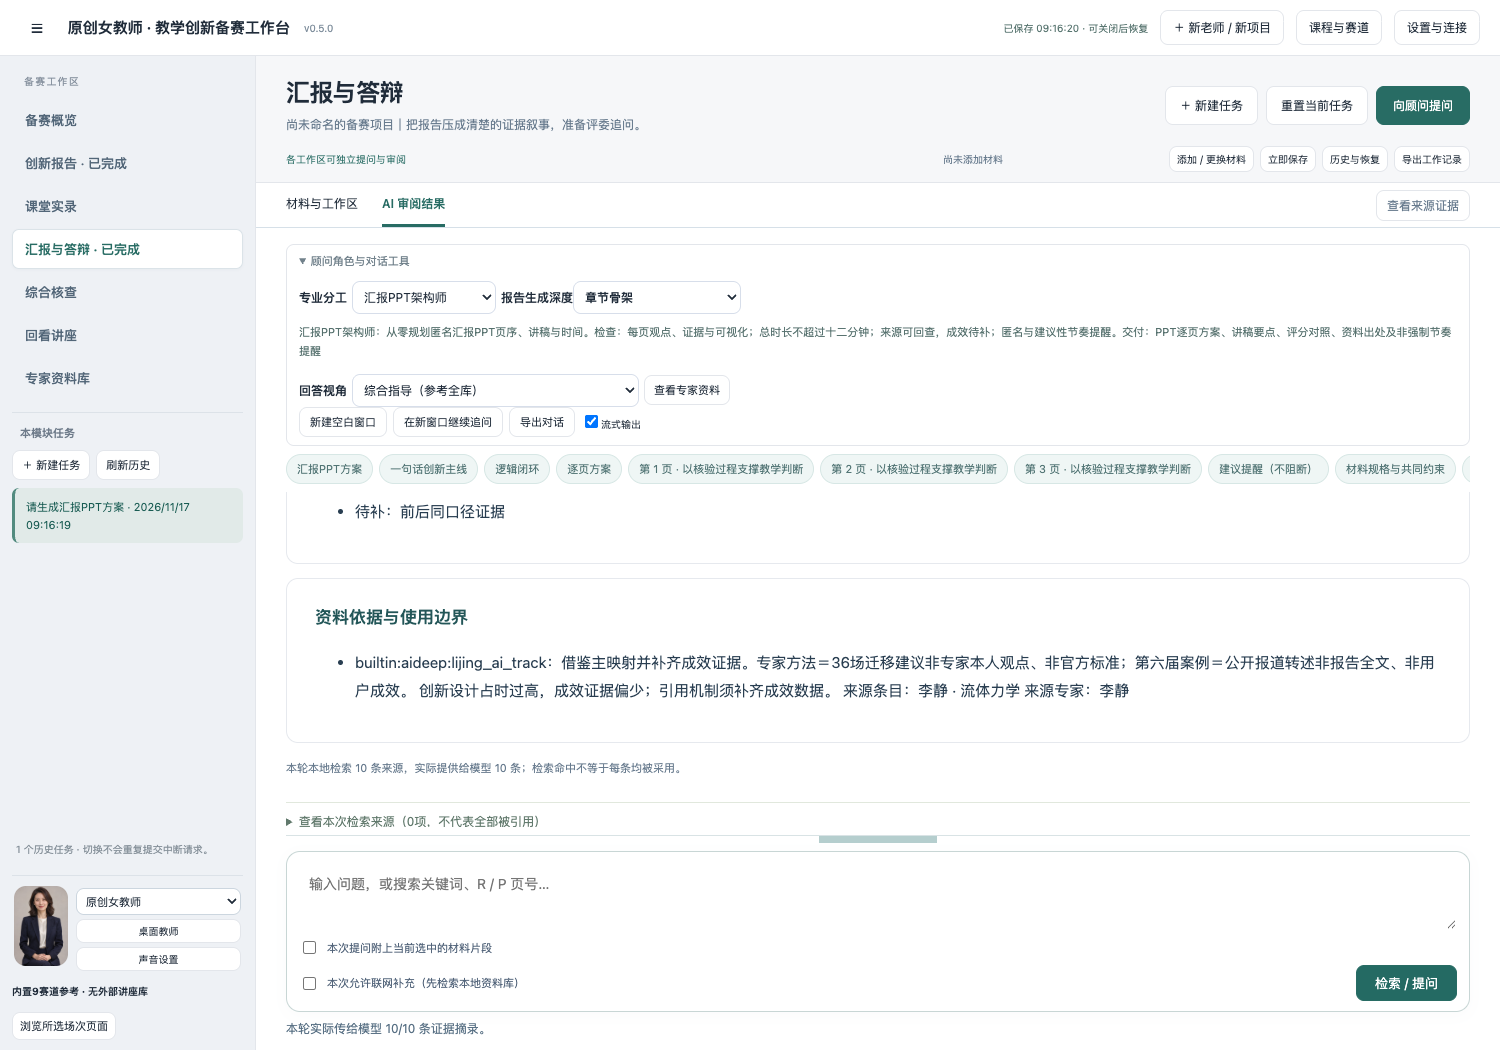 ≡ 原创女教师 · 教学创新备赛工作台 v0.5.0 已保存 09:16:20 · 可关闭后恢复 ＋ 新老师 / 新项目 课程与赛道 设置与连接
备赛工作区
备赛概览
创新报告 · 已完成
课堂实录
汇报与答辩 · 已完成
综合核查
回看讲座
专家资料库
本模块任务
＋ 新建任务 刷新历史
请生成汇报PPT方案 · 2026/11/17
09:16:19
1 个历史任务 · 切换不会重复提交中断请求。
原创女教师
桌面教师
声音设置
内置9赛道参考 · 无外部讲座库
浏览所选场次页面
汇报与答辩
尚未命名的备赛项目｜把报告压成清楚的证据叙事，准备评委追问。
＋ 新建任务 重置当前任务 向顾问提问
各工作区可独立提问与审阅 尚未添加材料 添加 / 更换材料 立即保存 历史与恢复 导出工作记录
材料与工作区 AI 审阅结果 查看来源证据
▼ 顾问角色与对话工具
专业分工 汇报PPT架构师 报告生成深度 章节骨架
汇报PPT架构师：从零规划匿名汇报PPT页序、讲稿与时间。检查：每页观点、证据与可视化；总时长不超过十二分钟；来源可回查，成效待补；匿名与建议性节奏提醒。交付：PPT逐页方案、讲稿要点、评分对照、资料出处及非强制节奏
提醒
回答视角 综合指导（参考全库） 查看专家资料
新建空白窗口 在新窗口继续追问 导出对话 流式输出
汇报PPT方案 一句话创新主线 逻辑闭环 逐页方案 第 1 页 · 以核验过程支撑教学判断 第 2 页 · 以核验过程支撑教学判断 第 3 页 · 以核验过程支撑教学判断 建议提醒（不阻断） 材料规格与共同约束
• 待补：前后同口径证据
资料依据与使用边界
• builtin:aideep:lijing_ai_track：借鉴主映射并补齐成效证据。专家方法＝36场迁移建议非专家本人观点、非官方标准；第六届案例＝公开报道转述非报告全文、非用
户成效。 创新设计占时过高，成效证据偏少；引用机制须补齐成效数据。 来源条目：李静 · 流体力学 来源专家：李静
本轮本地检索 10 条来源，实际提供给模型 10 条；检索命中不等于每条均被采用。
▶ 查看本次检索来源（0项，不代表全部被引用）
输入问题，或搜索关键词、R / P 页号...
本次提问附上当前选中的材料片段
本次允许联网补充（先检索本地资料库）
检索 / 提问
本轮实际传给模型 10/10 条证据摘录。